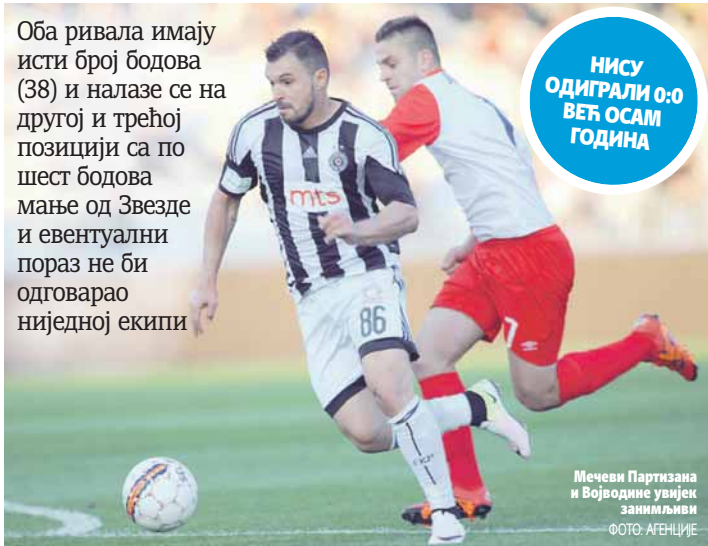 Оба ривала имају
исти број бодова
(38) и налазе се на
другој и трећој
позицији са по
шест бодова
мање од Звезде
и евентуални
пораз не би
одговарао
ниједној екипи
НИСУ
ОДИГРАЛИ 0:0
ВЕЋ ОСАМ
ГОДИНА
mts
86
7
Мечеви Партизана
и Војводине увијек
занимљиви
ФОТО: АГЕНЦИЈЕ